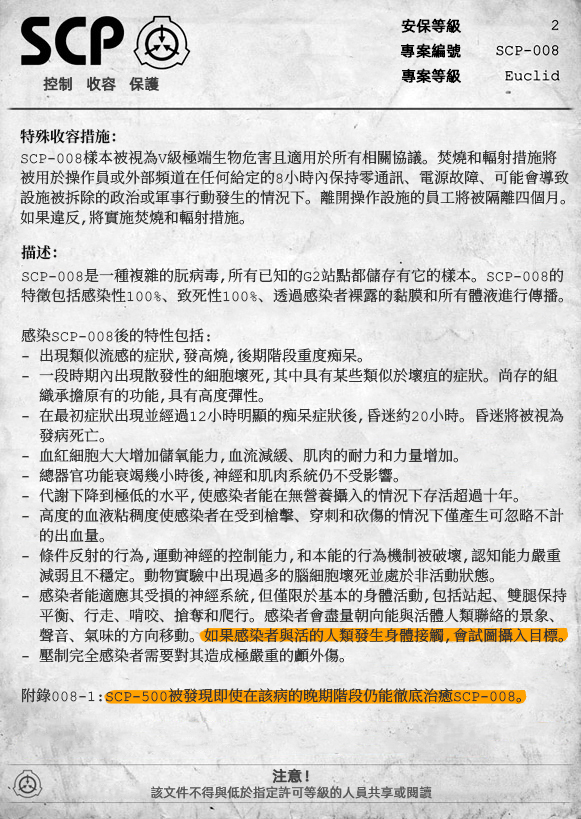 SCP
控制 收容 保護
安保等級 2
專案編號 SCP-008
專案等級 Euclid
特殊收容措施:
SCP-008樣本被視為V級極端生物危害且適用於所有相關協議。焚燒和輻射措施將
被用於操作員或外部頻道在任何給定的8小時內保持零通訊、電源故障、可能會導致
設施被拆除的政治或軍事行動發生的情況下。離開操作設施的員工將被隔離四個月。
如果違反,將實施焚燒和輻射措施。
描述:
SCP-008是一種複雜的朊病毒,所有已知的G2站點都儲存有它的樣本。SCP-008的
特徵包括感染性100%、致死性100%、透過感染者裸露的黏膜和所有體液進行傳播。
感染SCP-008後的特性包括:
- 出現類似流感的症狀,發高燒,後期階段重度痴呆。
- 一段時期內出現散發性的細胞壞死,其中具有某些類似於壞疽的症狀。尚存的組
織承擔原有的功能,具有高度彈性。
- 在最初症狀出現並經過12小時明顯的痴呆症狀後,昏迷約20小時。昏迷將被視為
發病死亡。
- 血紅細胞大大增加儲氧能力,血流減緩、肌肉的耐力和力量增加。
- 總器官功能衰竭幾小時後,神經和肌肉系統仍不受影響。
- 代謝下降到極低的水平,使感染者能在無營養攝入的情況下存活超過十年。
- 高度的血液粘稠度使感染者在受到槍擊、穿刺和砍傷的情況下僅產生可忽略不計
的出血量。
- 條件反射的行為,運動神經的控制能力,和本能的行為機制被破壞,認知能力嚴重
減弱且不穩定。動物實驗中出現過多的腦細胞壞死並處於非活動狀態。
- 感染者能適應其受損的神經系統,但僅限於基本的身體活動,包括站起、雙腿保持
平衡、行走、啃咬、搶奪和爬行。感染者會盡量朝向能與活體人類聯絡的景象、
聲音、氣味的方向移動。如果感染者與活的人類發生身體接觸,會試圖攝入目標。
- 壓制完全感染者需要對其造成極嚴重的顱外傷。
附錄008-1:SCP-500被發現即使在該病的晚期階段仍能徹底治癒SCP-008。
注意!
該文件不得與低於指定許可等級的人員共享或閱讀